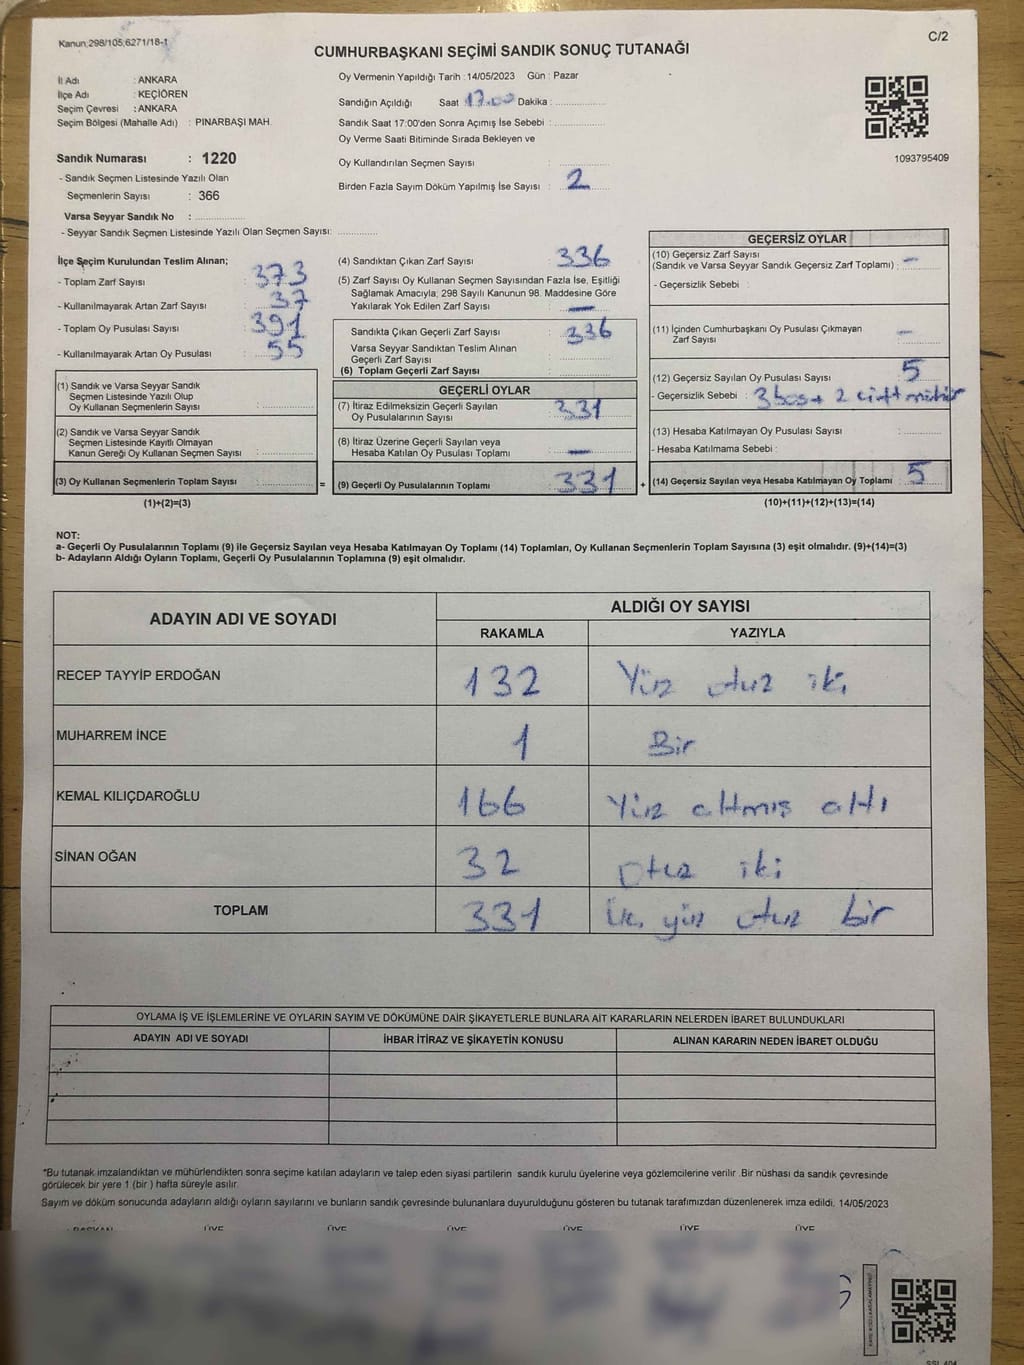 Kanun;298/105;6271/18-1
C/2
CUMHURBAŞKANI SEÇİMİ SANDIK SONUÇ TUTANAĞI
İl Adı : ANKARA
İlçe Adı : KEÇİÖREN
Seçim Çevresi : ANKARA
Seçim Bölgesi (Mahalle Adı) : PINARBAŞI MAH.
Sandık Numarası : 1220
- Sandık Seçmen Listesinde Yazılı Olan
Seçmenlerin Sayısı : 366
Varsa Seyyar Sandık No :
- Seyyar Sandık Seçmen Listesinde Yazılı Olan Seçmen Sayısı:
Oy Vermenin Yapıldığı Tarih :14/05/2023 Gün : Pazar
Sandığın Açıldığı Saat 17.00 Dakika :
Sandık Saat 17:00'den Sonra Açımış İse Sebebi :
Oy Verme Saati Bitiminde Sırada Bekleyen ve
Oy Kullandırılan Seçmen Sayısı :
Birden Fazla Sayım Döküm Yapılmış İse Sayısı : 2
1093795409
İlçe Seçim Kurulundan Teslim Alınan;
- Toplam Zarf Sayısı : 373
- Kullanılmayarak Artan Zarf Sayısı : 37
- Toplam Oy Pusulası Sayısı : 391
- Kullanılmayarak Artan Oy Pusulası : 55
(1) Sandık ve Varsa Seyyar Sandık
Seçmen Listesinde Yazılı Olup
Oy Kullanan Seçmenlerin Sayısı :
(2) Sandık ve Varsa Seyyar Sandık
Seçmen Listesinde Kayıtlı Olmayan
Kanun Gereği Oy Kullanan Seçmen Sayısı :
(3) Oy Kullanan Seçmenlerin Toplam Sayısı : =
(1)+(2)=(3)
(4) Sandıktan Çıkan Zarf Sayısı : 336
(5) Zarf Sayısı Oy Kullanan Seçmen Sayısından Fazla İse, Eşitliği
Sağlamak Amacıyla, 298 Sayılı Kanunun 98. Maddesine Göre
Yakılarak Yok Edilen Zarf Sayısı : —
Sandıkta Çıkan Geçerli Zarf Sayısı : 336
Varsa Seyyar Sandıktan Teslim Alınan
Geçerli Zarf Sayısı :
(6) Toplam Geçerli Zarf Sayısı :
GEÇERLİ OYLAR
(7) İtiraz Edilmeksizin Geçerli Sayılan
Oy Pusulalarının Sayısı : 331
(8) İtiraz Üzerine Geçerli Sayılan veya
Hesaba Katılan Oy Pusulası Toplamı : —
(9) Geçerli Oy Pusulalarının Toplamı : 331 +
GEÇERSİZ OYLAR
(10) Geçersiz Zarf Sayısı
(Sandık ve Varsa Seyyar Sandık Geçersiz Zarf Toplamı) : —
- Geçersizlik Sebebi :
(11) İçinden Cumhurbaşkanı Oy Pusulası Çıkmayan
Zarf Sayısı : —
(12) Geçersiz Sayılan Oy Pusulası Sayısı : 5
- Geçersizlik Sebebi : 3 boş + 2 çift mühür
(13) Hesaba Katılmayan Oy Pusulası Sayısı :
- Hesaba Katılmama Sebebi :
(14) Geçersiz Sayılan veya Hesaba Katılmayan Oy Toplamı : 5
(10)+(11)+(12)+(13)=(14)
NOT:
a- Geçerli Oy Pusulalarının Toplamı (9) ile Geçersiz Sayılan veya Hesaba Katılmayan Oy Toplamı (14) Toplamları, Oy Kullanan Seçmenlerin Toplam Sayısına (3) eşit olmalıdır. (9)+(14)=(3)
b- Adayların Aldığı Oyların Toplamı, Geçerli Oy Pusulalarının Toplamına (9) eşit olmalıdır.
ADAYIN ADI VE SOYADI
ALDIĞI OY SAYISI
RAKAMLA YAZIYLA
RECEP TAYYİP ERDOĞAN 132 Yüz otuz iki
MUHARREM İNCE 1 Bir
KEMAL KILIÇDAROĞLU 166 Yüz altmış altı
SİNAN OĞAN 32 Otuz iki
TOPLAM 331 Üç yüz otuz bir
OYLAMA İŞ VE İŞLEMLERİNE VE OYLARIN SAYIM VE DÖKÜMÜNE DAİR ŞİKAYETLERLE BUNLARA AİT KARARLARIN NELERDEN İBARET BULUNDUKLARI
ADAYIN ADI VE SOYADI İHBAR İTİRAZ VE ŞİKAYETİN KONUSU ALINAN KARARIN NEDEN İBARET OLDUĞU
*Bu tutanak imzalandıktan ve mühürlendikten sonra seçime katılan adayların ve talep eden siyasi partilerin sandık kurulu üyelerine veya gözlemcilerine verilir .Bir nüshası da sandık çevresinde
görülecek bir yere 1 (bir ) hafta süreyle asılır.
Sayım ve döküm sonucunda adayların aldığı oyların sayılarını ve bunların sandık çevresinde bulunanlara duyurulduğunu gösteren bu tutanak tarafımızdan düzenlenerek imza edildi, 14/05/2023
BAŞKAN ÜYE ÜYE ÜYE ÜYE ÜYE ÜYE